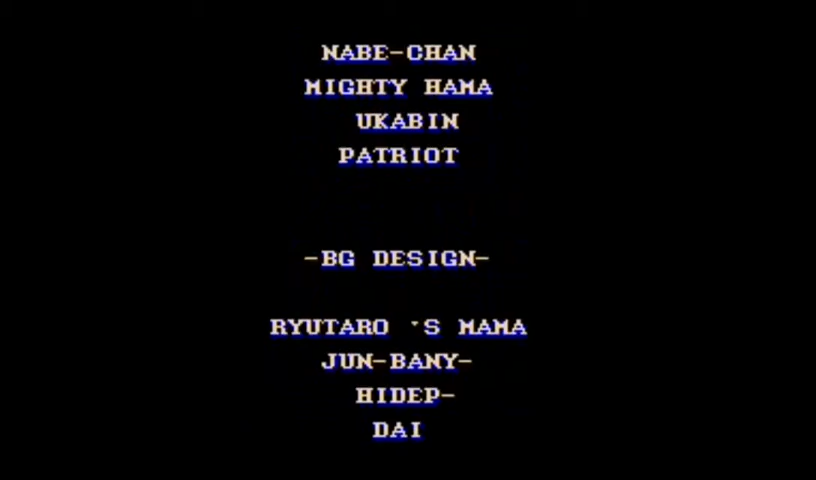 NABE-CHAN
MIGHTY HAMA
UKABIN
PATRIOT
-BG DESIGN-
RYUTARO 'S MAMA
JUN-BANY-
HIDEP-
DAI